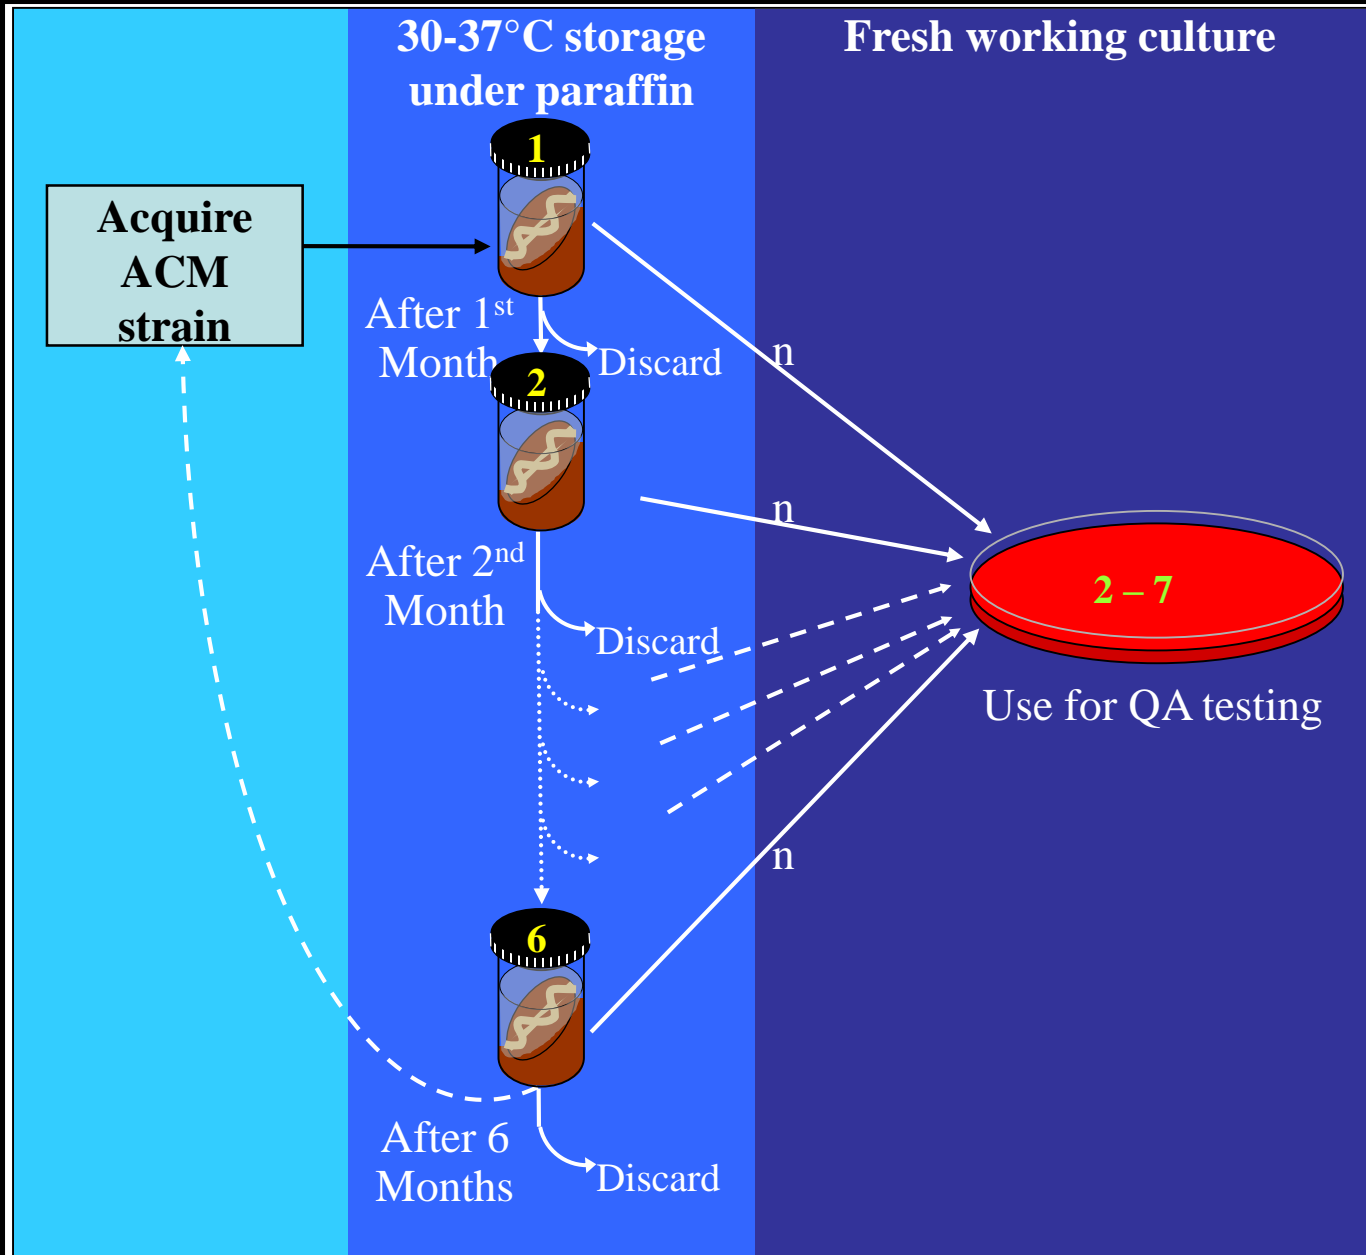 30-37°C storage
under paraffin
Fresh working culture
1
Acquire
ACM
strain
After 1st
Month
Discard
n
2
n
After 2nd
Month
Discard
2 – 7
Use for QA testing
n
6
After 6
Months
Discard